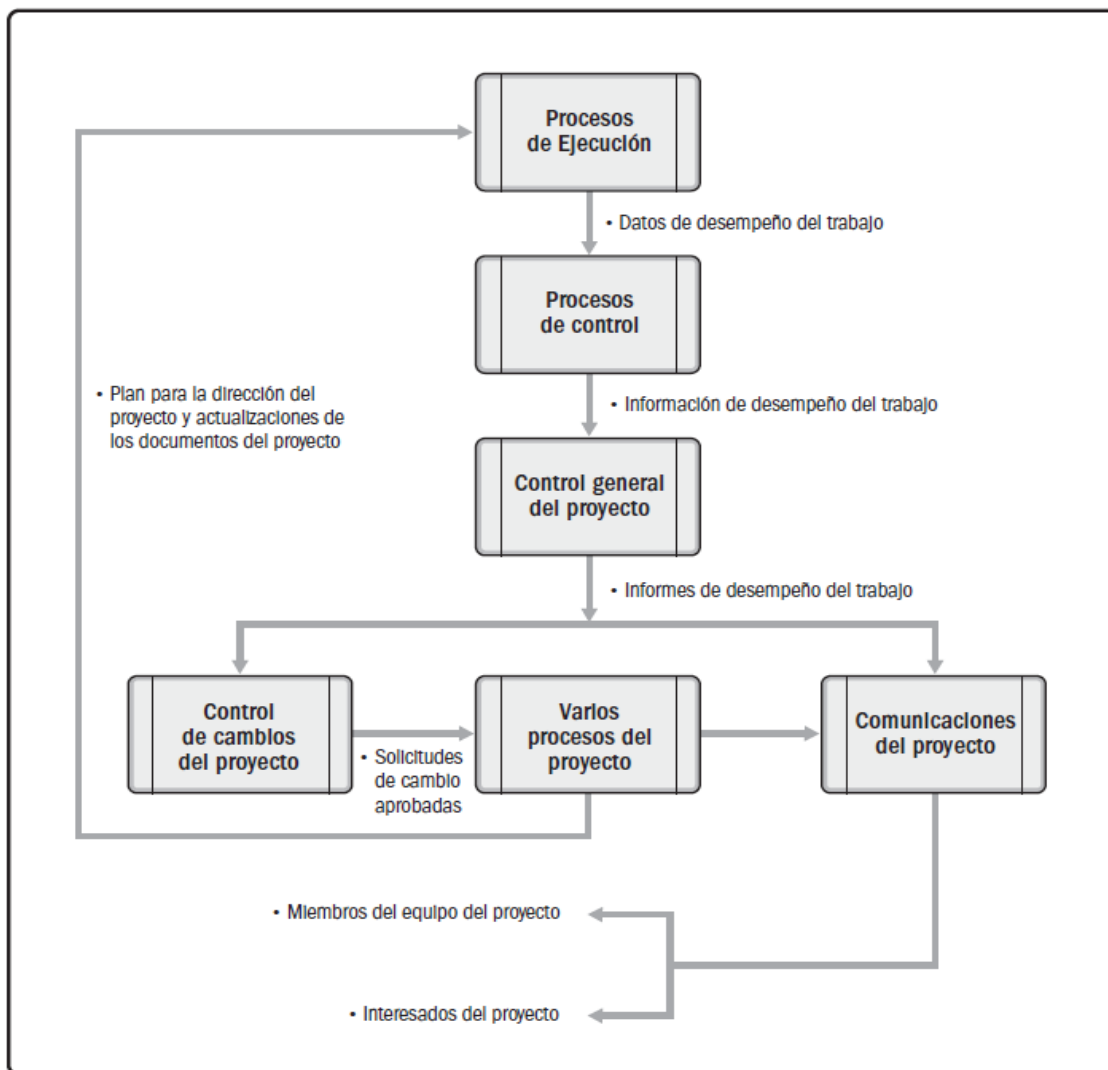 Procesos
de Ejecución
• Datos de desempeño del trabajo
Procesos
de control
• Plan para la dirección del
proyecto y actualizaciones de
los documentos del proyecto
• Información de desempeño del trabajo
Control general
del proyecto
• Informes de desempeño del trabajo
Control
de cambios
del proyecto
• Solicitudes
de cambio
aprobadas
Varios
procesos del
proyecto
Comunicaciones
del proyecto
• Miembros del equipo del proyecto
• Interesados del proyecto